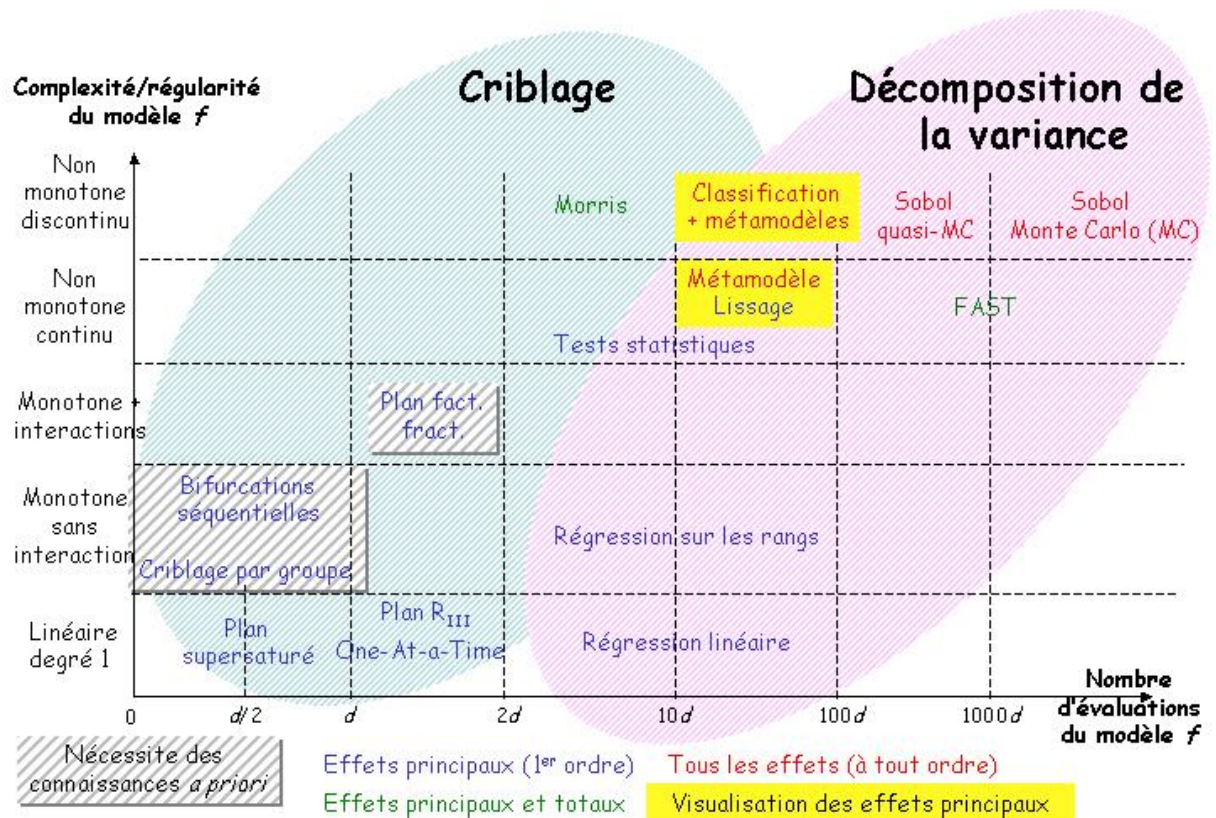 Complexité/régularité
du modèle f
Criblage
Décomposition de
la variance
Non
monotone
discontinu
Morris
Classification
+ métamodèles
Sobol
quasi-MC
Sobol
Monte Carlo (MC)
Non
monotone
continu
Métamodèle
Lissage
FAST
Tests statistiques
Monotone +
interactions
Plan fact.
fract.
Monotone
sans
interaction
Bifurcations
séquentielles
Criblage par groupe
Régression sur les rangs
Linéaire
degré 1
Plan
supersaturé
Plan RIII
One-At-a-Time
Régression linéaire
0
d/2
d
2d
10d
100d
1000d
Nombre
d'évaluations
du modèle f
Nécessite des
connaissances a priori
Effets principaux (1er ordre)
Tous les effets (à tout ordre)
Effets principaux et totaux
Visualisation des effets principaux